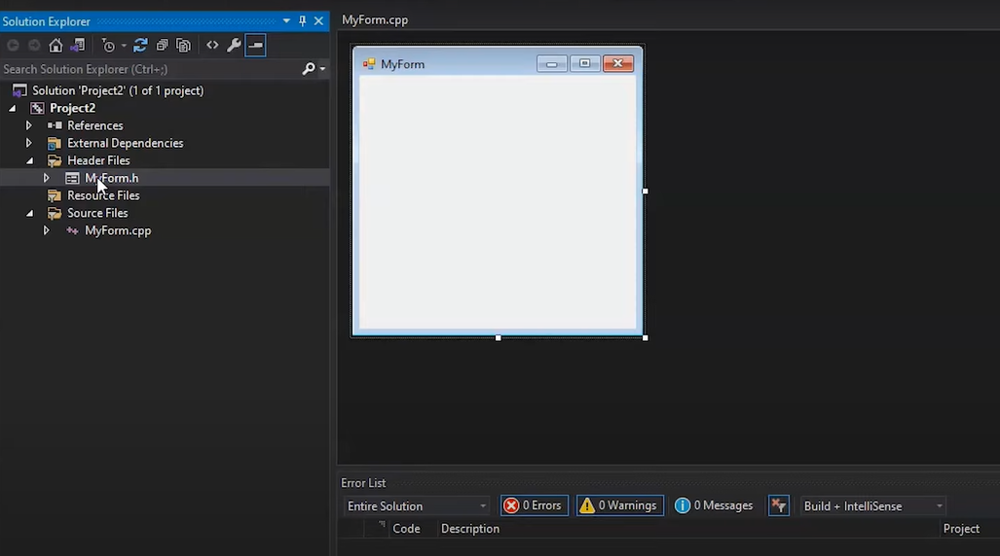 Solution Explorer
Search Solution Explorer (Ctrl+;)
Solution 'Project2' (1 of 1 project)
Project2
References
External Dependencies
Header Files
MyForm.h
Resource Files
Source Files
MyForm.cpp
MyForm.cpp
MyForm
Error List
Entire Solution
0 Errors
0 Warnings
0 Messages
Build + IntelliSense
Code
Description
Project